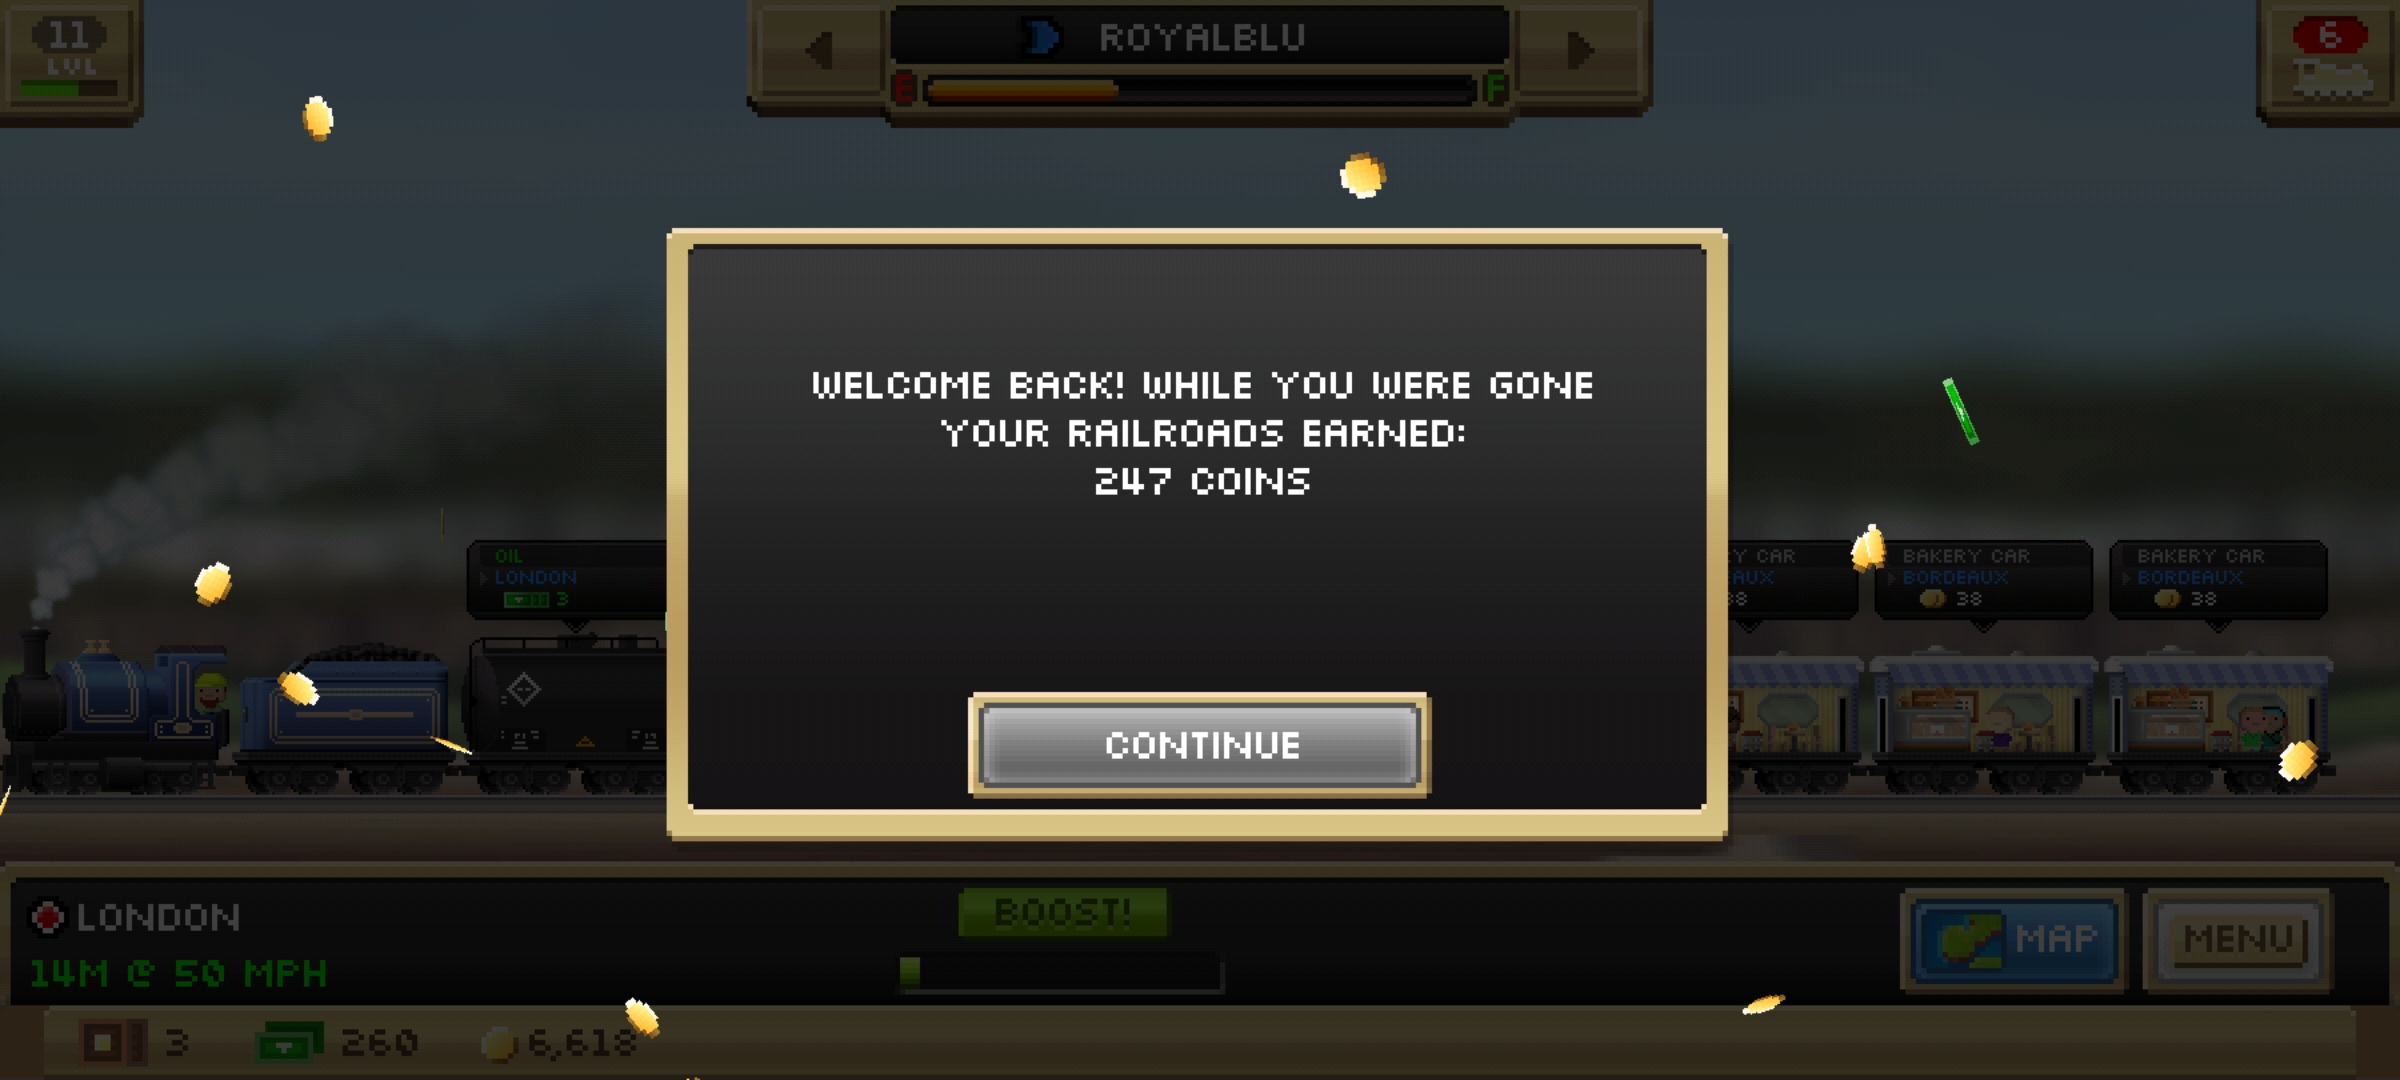 11
LVL
ROYALBLU
E
F
6
WELCOME BACK! WHILE YOU WERE GONE
YOUR RAILROADS EARNED:
247 COINS
CONTINUE
OIL
LONDON
3
CAR
BAKERY CAR
BORDEAUX
38
BAKERY CAR
BORDEAUX
38
LONDON
14M @ 50 MPH
BOOST!
MAP
MENU
3
260
6,618